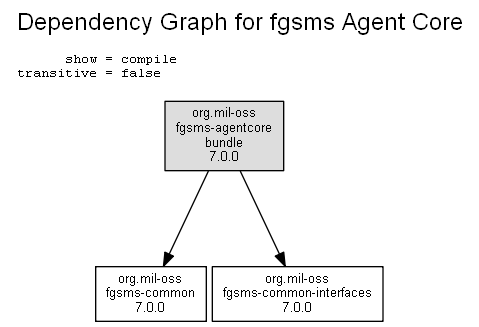 Dependency Graph for fgsms Agent Core
show = compile
transitive = false
org.mil-oss
fgsms-agentcore
bundle
7.0.0
org.mil-oss
fgsms-common
7.0.0
org.mil-oss
fgsms-common-interfaces
7.0.0